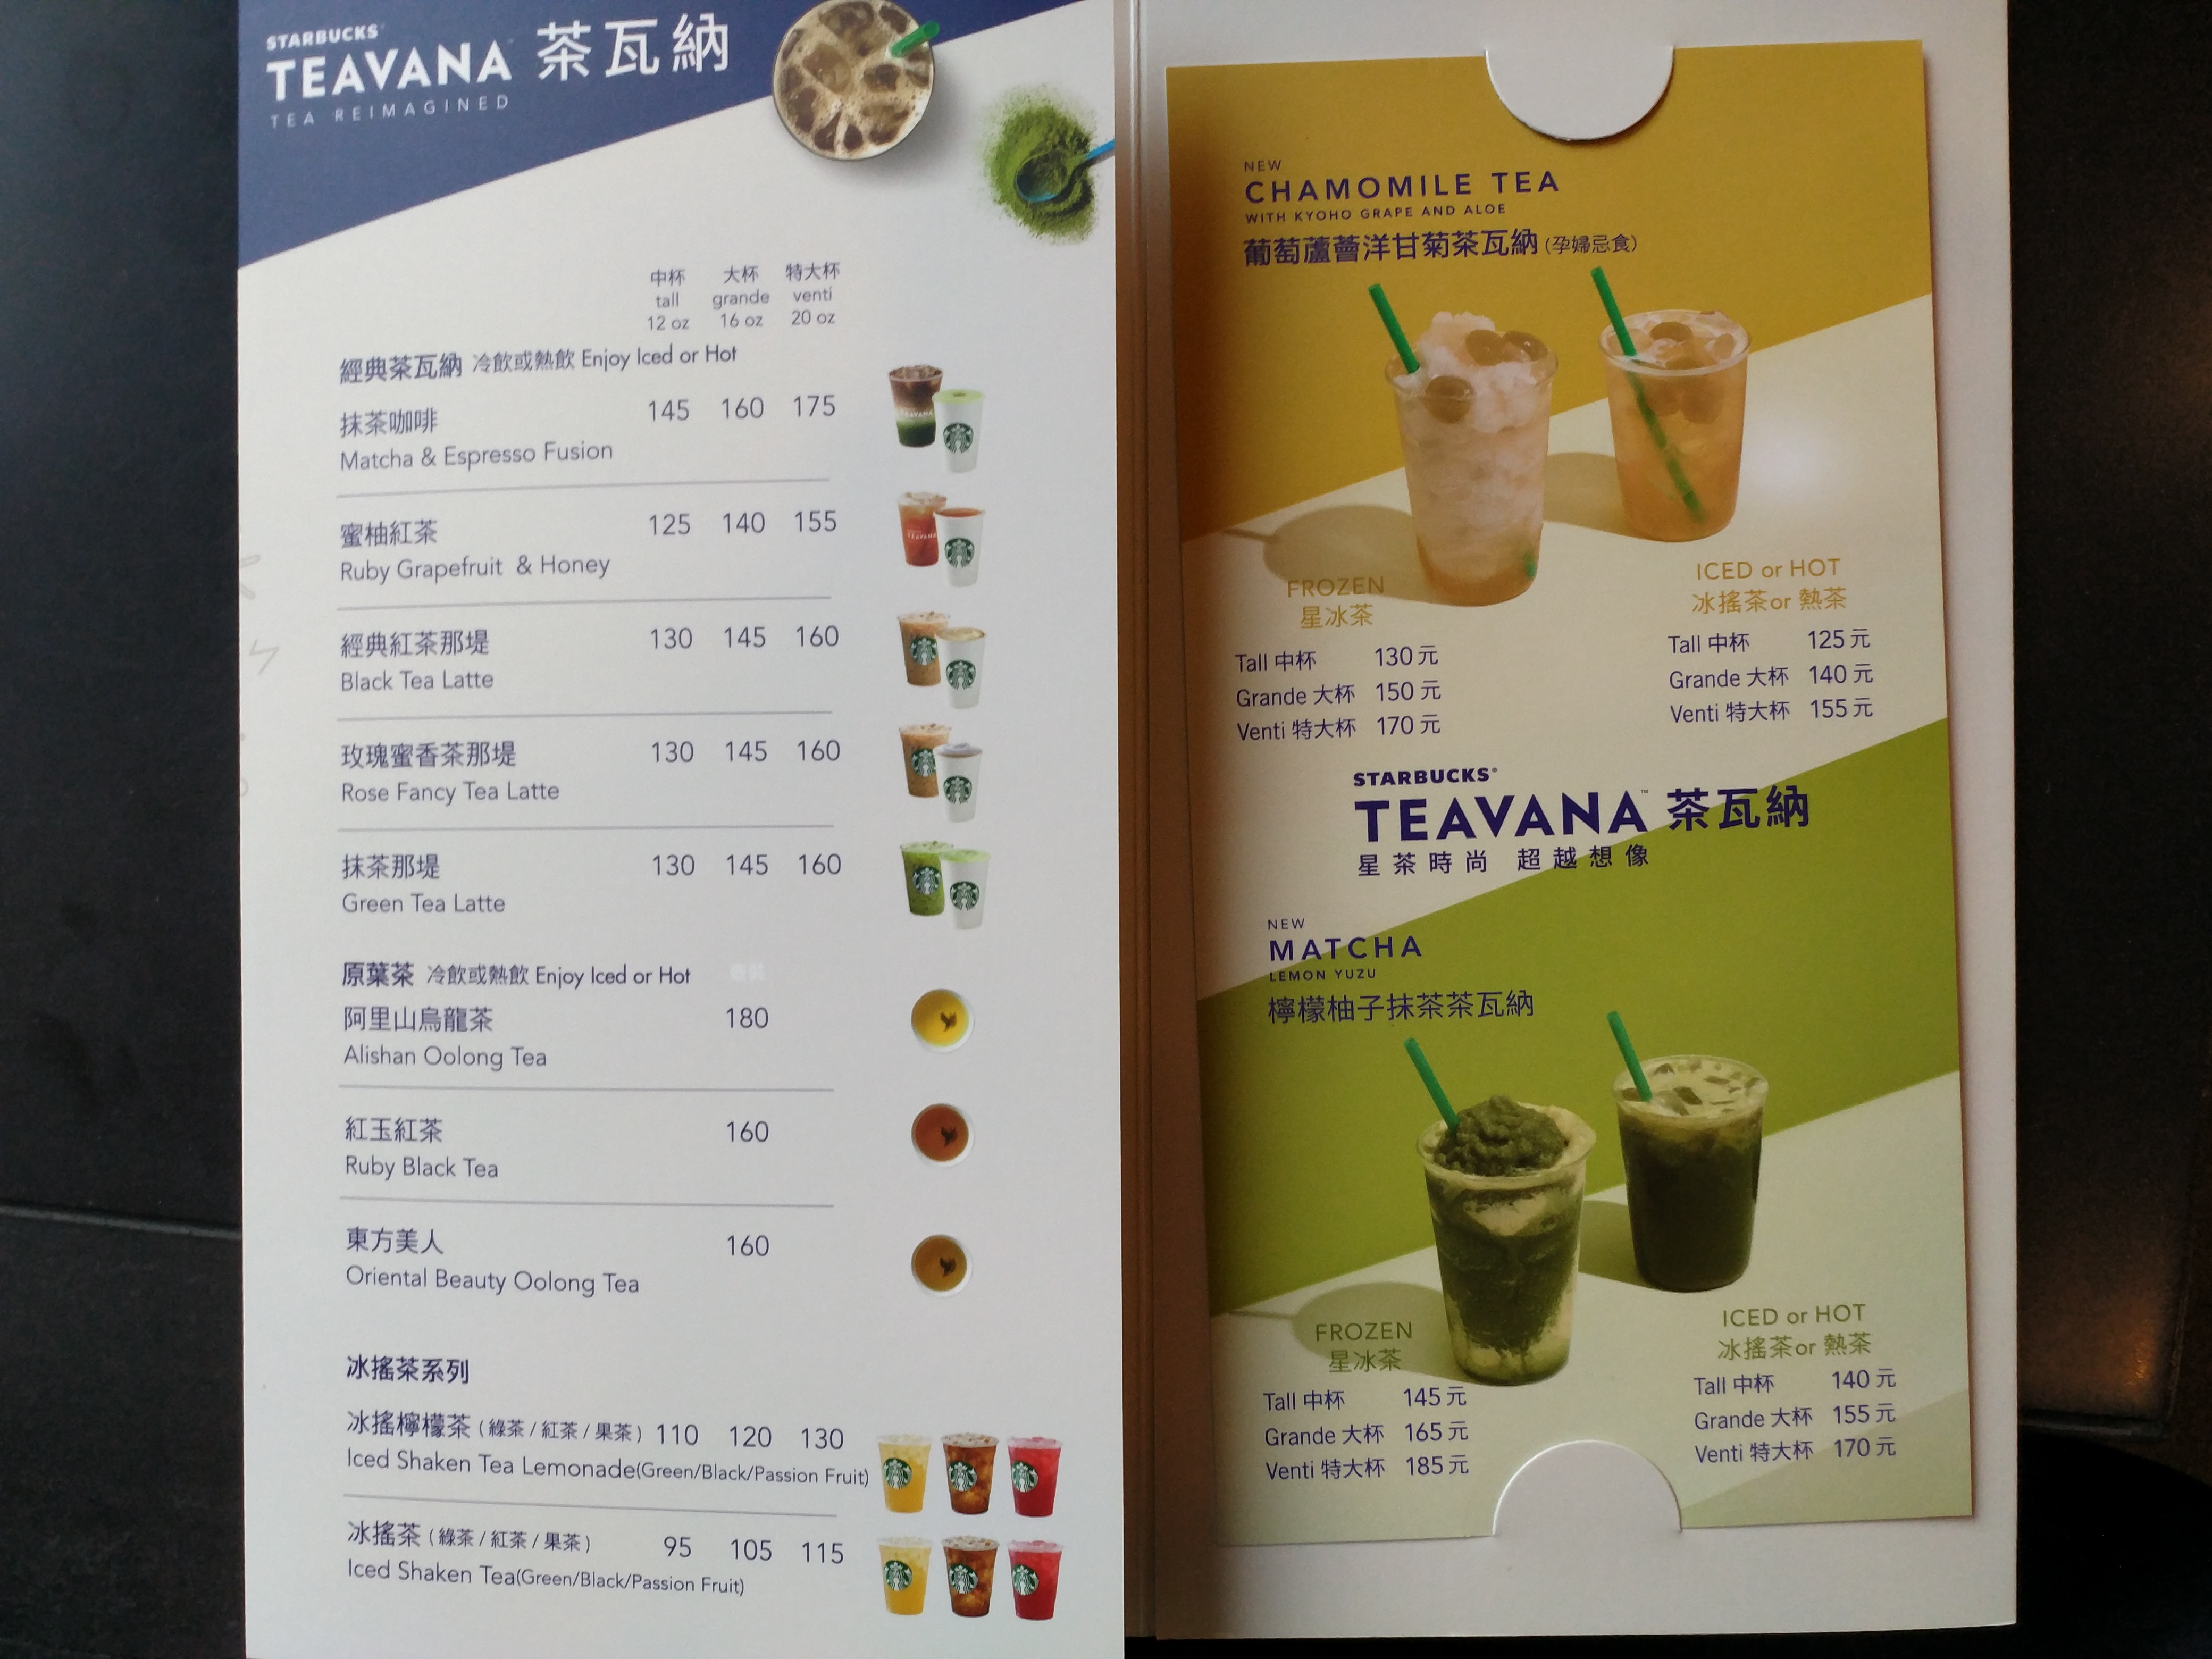 STARBUCKS
TEAVANA™ 茶瓦納
TEA REIMAGINED
中杯 大杯 特大杯
tall grande venti
12 oz 16 oz 20 oz
經典茶瓦納 冷飲或熱飲 Enjoy Iced or Hot
抹茶咖啡 145 160 175
Matcha & Espresso Fusion
蜜柚紅茶 125 140 155
Ruby Grapefruit & Honey
經典紅茶那堤 130 145 160
Black Tea Latte
玫瑰蜜香茶那堤 130 145 160
Rose Fancy Tea Latte
抹茶那堤 130 145 160
Green Tea Latte
原葉茶 冷飲或熱飲 Enjoy Iced or Hot
阿里山烏龍茶 180
Alishan Oolong Tea
紅玉紅茶 160
Ruby Black Tea
東方美人 160
Oriental Beauty Oolong Tea
冰搖茶系列
冰搖檸檬茶 (綠茶/紅茶/果茶) 110 120 130
Iced Shaken Tea Lemonade(Green/Black/Passion Fruit)
冰搖茶 (綠茶/紅茶/果茶) 95 105 115
Iced Shaken Tea(Green/Black/Passion Fruit)
TEAVANA
TEAVANA
NEW
CHAMOMILE TEA
WITH KYOHO GRAPE AND ALOE
葡萄蘆薈洋甘菊茶瓦納 (孕婦忌食)
FROZEN
星冰茶
Tall 中杯 130 元
Grande 大杯 150 元
Venti 特大杯 170 元
ICED or HOT
冰搖茶or 熱茶
Tall 中杯 125 元
Grande 大杯 140 元
Venti 特大杯 155 元
STARBUCKS®
TEAVANA™ 茶瓦納
星茶時尚 超越想像
NEW
MATCHA
LEMON YUZU
檸檬柚子抹茶茶瓦納
FROZEN
星冰茶
Tall 中杯 145 元
Grande 大杯 165 元
Venti 特大杯 185 元
ICED or HOT
冰搖茶or 熱茶
Tall 中杯 140 元
Grande 大杯 155 元
Venti 特大杯 170 元